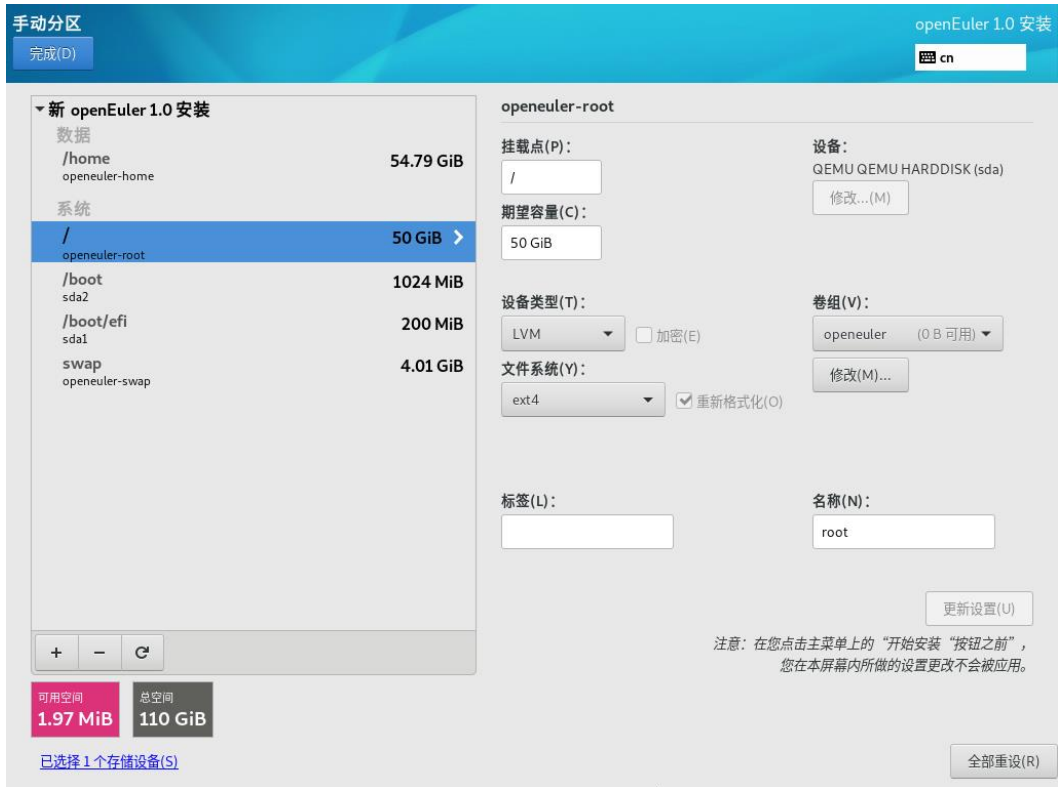 手动分区
openEuler 1.0 安装
完成(D)
cn
新 openEuler 1.0 安装
数据
/home
54.79 GiB
openeuler-home
系统
/
50 GiB
openeuler-root
/boot
1024 MiB
sda2
/boot/efi
200 MiB
sda1
swap
4.01 GiB
openeuler-swap
+ −
可用空间
1.97 MiB
总空间
110 GiB
已选择 1 个存储设备(S)
openeuler-root
挂载点(P)：
/
设备：
QEMU QEMU HARDDISK (sda)
修改...(M)
期望容量(C)：
50 GiB
设备类型(T)：
LVM
加密(E)
卷组(V)：
openeuler (0 B 可用)
修改(M)...
文件系统(Y)：
ext4
重新格式化(O)
标签(L)：
名称(N)：
root
更新设置(U)
注意：在您点击主菜单上的“开始安装“按钮之前”，
您在本屏幕内所做的设置更改不会被应用。
全部重设(R)